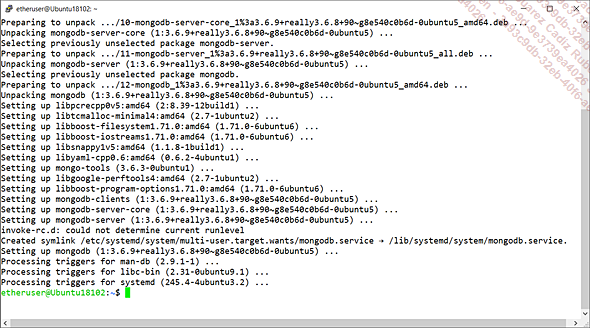 etheruser@Ubuntu18102: ~
Preparing to unpack .../10-mongodb-server-core_1%3a3.6.9+really3.6.8+90~g8e540c0b6d-0ubuntu5_amd64.deb ...
Unpacking mongodb-server-core (1:3.6.9+really3.6.8+90~g8e540c0b6d-0ubuntu5) ...
Selecting previously unselected package mongodb-server.
Preparing to unpack .../11-mongodb-server_1%3a3.6.9+really3.6.8+90~g8e540c0b6d-0ubuntu5_all.deb ...
Unpacking mongodb-server (1:3.6.9+really3.6.8+90~g8e540c0b6d-0ubuntu5) ...
Selecting previously unselected package mongodb.
Preparing to unpack .../12-mongodb_1%3a3.6.9+really3.6.8+90~g8e540c0b6d-0ubuntu5_amd64.deb ...
Unpacking mongodb (1:3.6.9+really3.6.8+90~g8e540c0b6d-0ubuntu5) ...
Setting up libpcrecpp0v5:amd64 (2:8.39-12build1) ...
Setting up libtcmalloc-minimal4:amd64 (2.7-1ubuntu2) ...
Setting up libboost-filesystem1.71.0:amd64 (1.71.0-6ubuntu6) ...
Setting up libboost-iostreams1.71.0:amd64 (1.71.0-6ubuntu6) ...
Setting up libsnappy1v5:amd64 (1.1.8-1build1) ...
Setting up libyaml-cpp0.6:amd64 (0.6.2-4ubuntu1) ...
Setting up mongo-tools (3.6.3-0ubuntu1) ...
Setting up libgoogle-perftools4:amd64 (2.7-1ubuntu2) ...
Setting up libboost-program-options1.71.0:amd64 (1.71.0-6ubuntu6) ...
Setting up mongodb-clients (1:3.6.9+really3.6.8+90~g8e540c0b6d-0ubuntu5) ...
Setting up mongodb-server-core (1:3.6.9+really3.6.8+90~g8e540c0b6d-0ubuntu5) ...
Setting up mongodb-server (1:3.6.9+really3.6.8+90~g8e540c0b6d-0ubuntu5) ...
invoke-rc.d: could not determine current runlevel
Created symlink /etc/systemd/system/multi-user.target.wants/mongodb.service → /lib/systemd/system/mongodb.service.
Setting up mongodb (1:3.6.9+really3.6.8+90~g8e540c0b6d-0ubuntu5) ...
Processing triggers for man-db (2.9.1-1) ...
Processing triggers for libc-bin (2.31-0ubuntu9.1) ...
Processing triggers for systemd (245.4-4ubuntu3.2) ...
etheruser@Ubuntu18102:~$